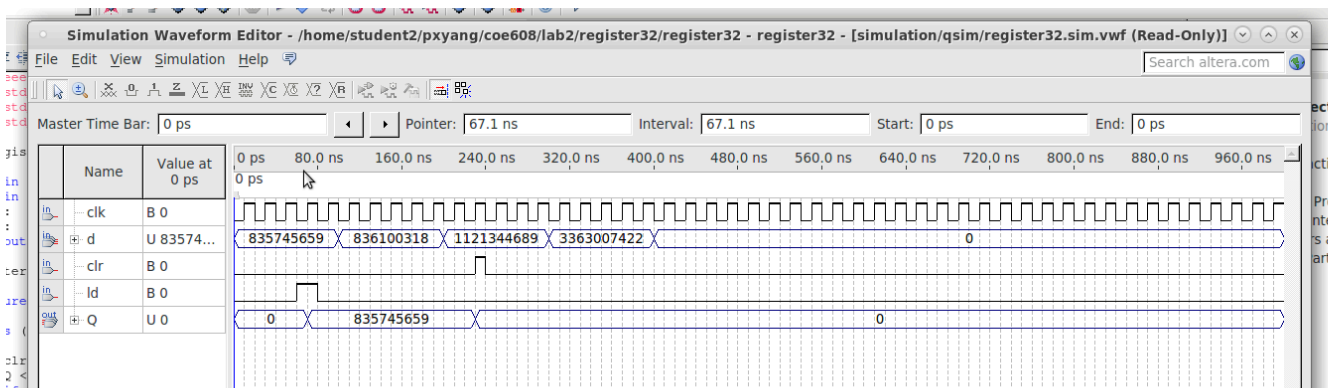 Simulation Waveform Editor - /home/student2/pxyang/coe608/lab2/register32/register32 - register32 - [simulation/qsim/register32.sim.vwf (Read-Only)]
File Edit View Simulation Help
Search altera.com
Master Time Bar: 0 ps Pointer: 67.1 ns Interval: 67.1 ns Start: 0 ps End: 0 ps
Name Value at 0 ps
0 ps 80.0 ns 160.0 ns 240.0 ns 320.0 ns 400.0 ns 480.0 ns 560.0 ns 640.0 ns 720.0 ns 800.0 ns 880.0 ns 960.0 ns
0 ps
in clk B 0
in d U 83574... 835745659 836100318 1121344689 3363007422 0
in clr B 0
in ld B 0
out Q U 0 0 835745659 0